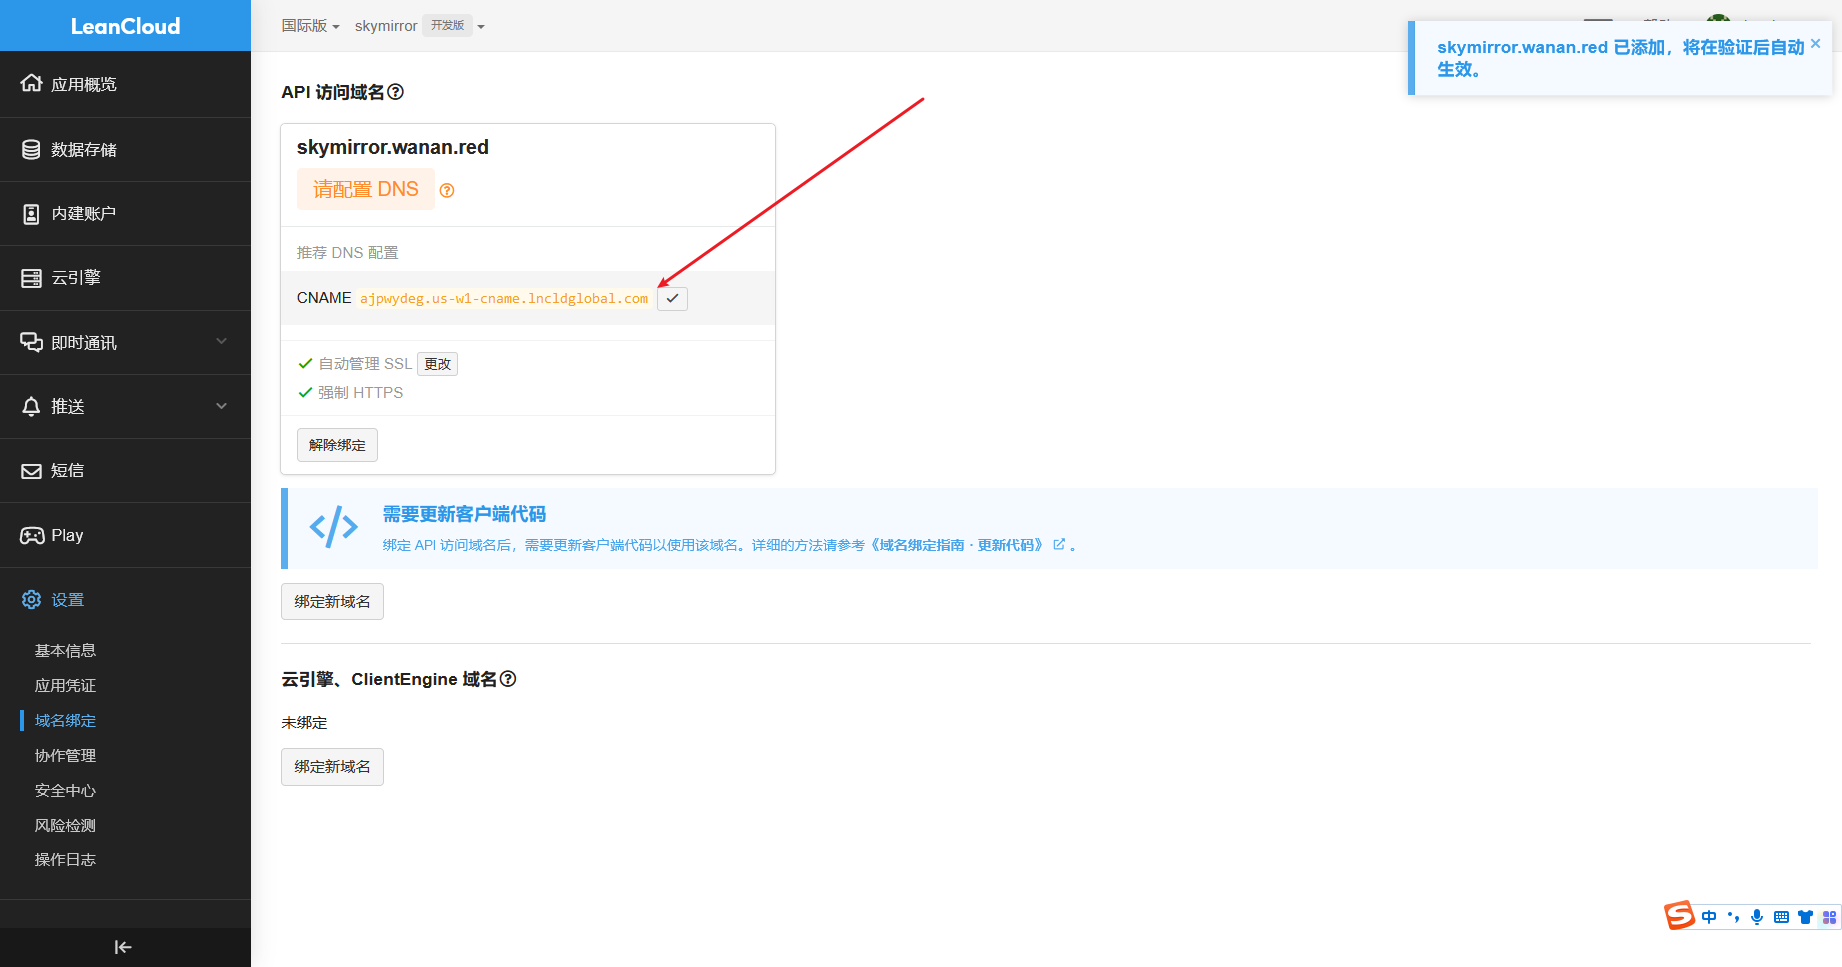 LeanCloud
国际版
skymirror
开发版
skymirror.wanan.red 已添加，将在验证后自动
生效。
应用概览
数据存储
内建账户
云引擎
即时通讯
推送
短信
Play
设置
基本信息
应用凭证
域名绑定
协作管理
安全中心
风险检测
操作日志
API 访问域名
skymirror.wanan.red
请配置 DNS
推荐 DNS 配置
CNAME ajpwydeg.us-w1-cname.lncldglobal.com
自动管理 SSL 更改
强制 HTTPS
解除绑定
需要更新客户端代码
绑定 API 访问域名后，需要更新客户端代码以使用该域名。详细的方法请参考《域名绑定指南 · 更新代码》 。
绑定新域名
云引擎、ClientEngine 域名
未绑定
绑定新域名
中